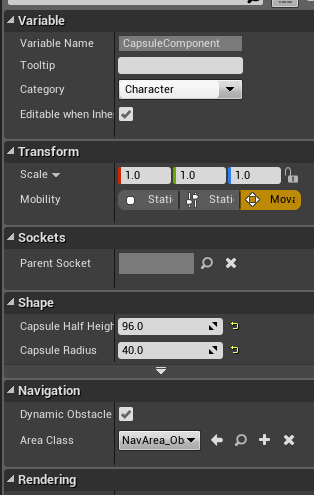 Variable
Variable Name CapsuleComponent
Tooltip
Category Character
Editable when Inhe
Transform
Scale 1.0 1.0 1.0
Mobility Stati Stati Mova
Sockets
Parent Socket
Shape
Capsule Half Heigh 96.0
Capsule Radius 40.0
Navigation
Dynamic Obstacle
Area Class NavArea_Ob
Rendering